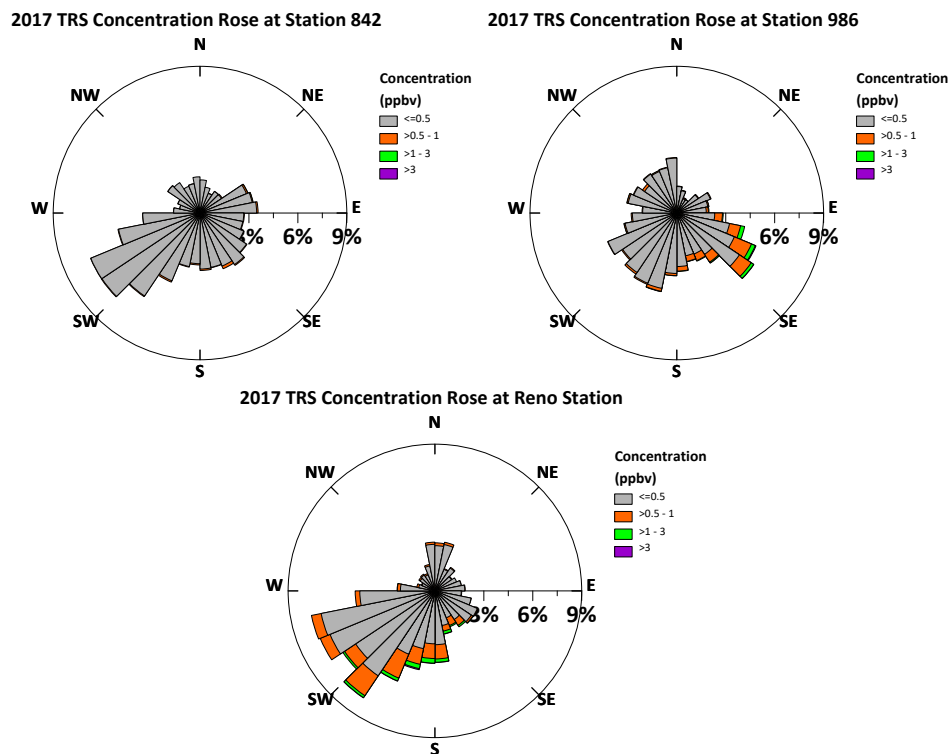 2017 TRS Concentration Rose at Station 842
N
NW
NE
W
E
3%
6%
9%
SW
SE
S
Concentration
(ppbv)
<=0.5
>0.5 - 1
>1 - 3
>3
2017 TRS Concentration Rose at Station 986
N
NW
NE
W
E
6%
9%
SW
SE
S
Concentration
(ppbv)
<=0.5
>0.5 - 1
>1 - 3
>3
2017 TRS Concentration Rose at Reno Station
N
NW
NE
W
E
3%
6%
9%
SW
SE
S
Concentration
(ppbv)
<=0.5
>0.5 - 1
>1 - 3
>3